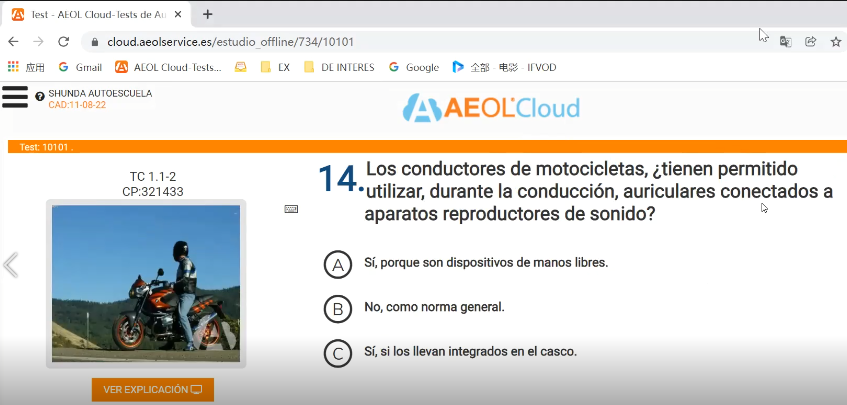 Test - AEOL Cloud-Tests de Au
cloud.aeolservice.es/estudio_offline/734/10101
应用 Gmail AEOL Cloud-Tests... EX DE INTERES Google 全部 - 电影 - IFVOD
SHUNDA AUTOESCUELA
CAD:11-08-22
AEOL Cloud
Test: 10101 .
TC 1.1-2
CP:321433
14. Los conductores de motocicletas, ¿tienen permitido
utilizar, durante la conducción, auriculares conectados a
aparatos reproductores de sonido?
A Sí, porque son dispositivos de manos libres.
B No, como norma general.
C Sí, si los llevan integrados en el casco.
VER EXPLICACIÓN